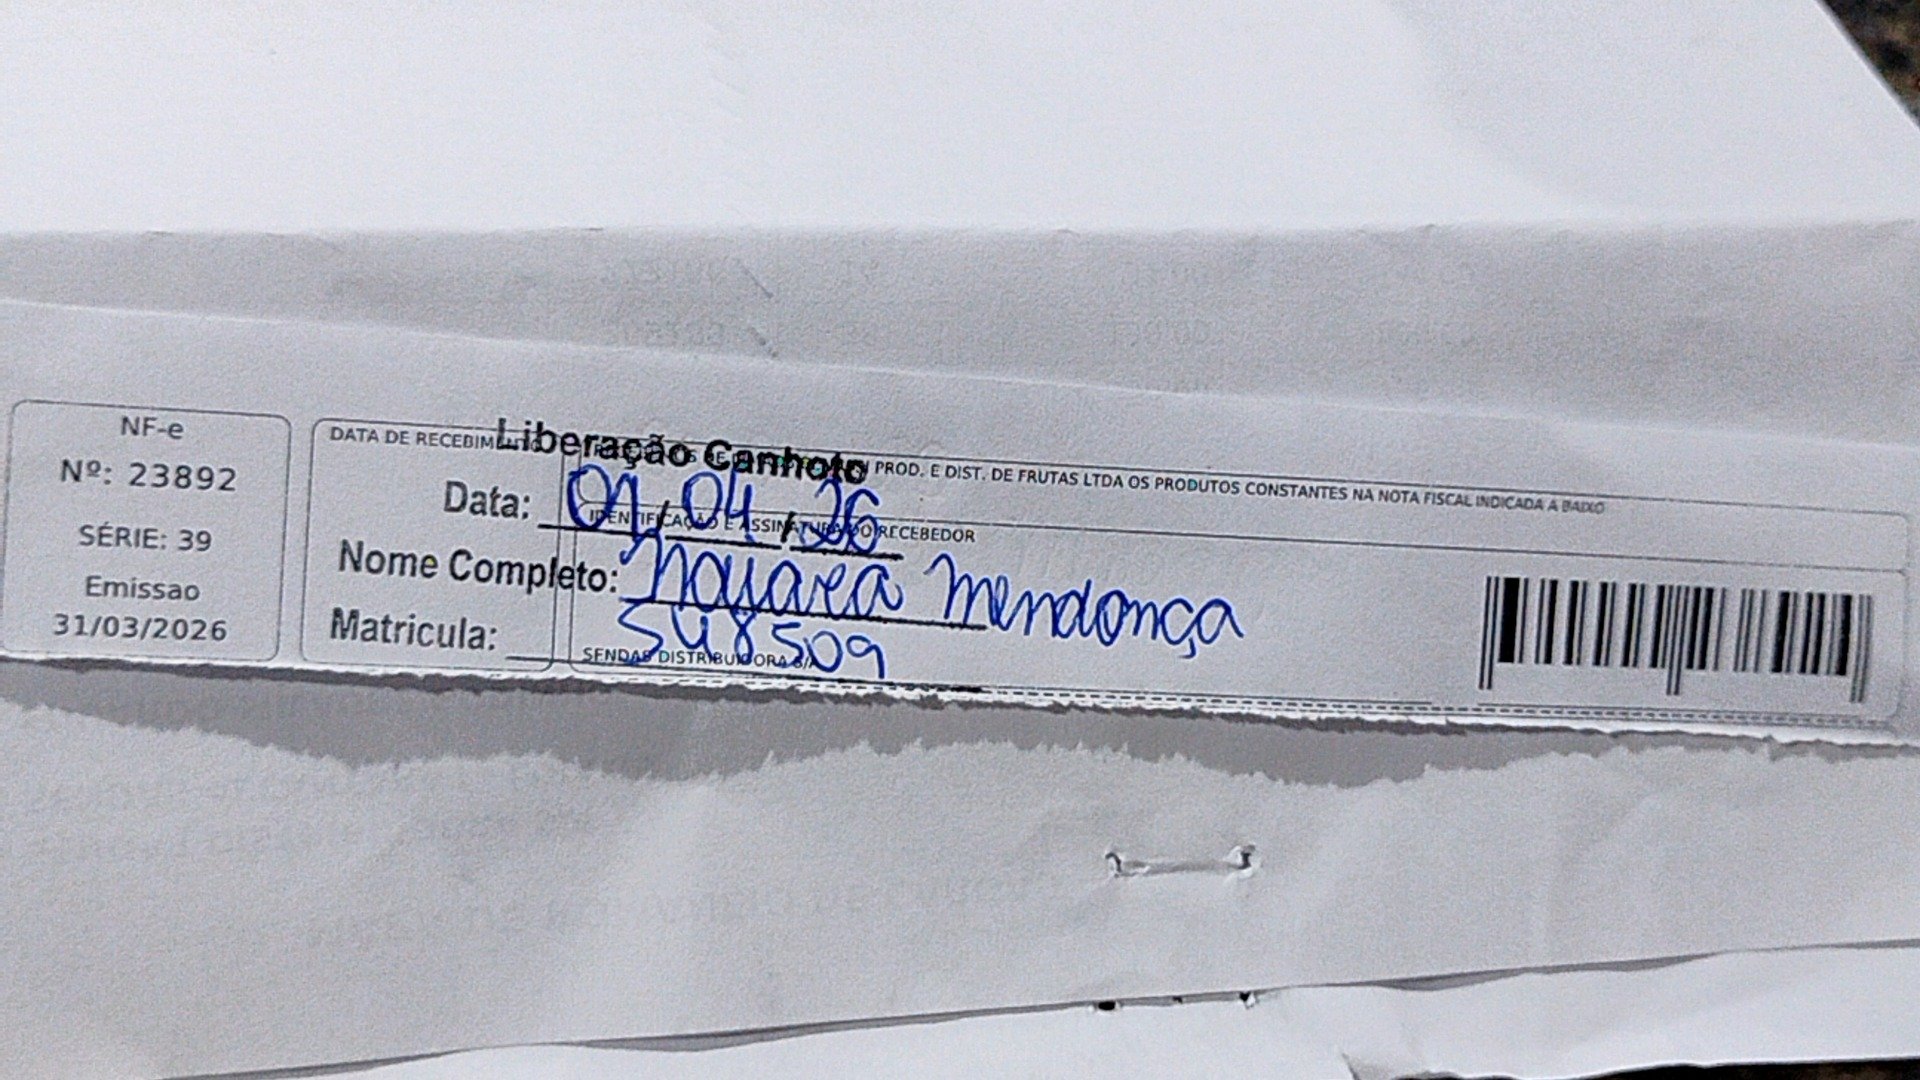 NF-e
Nº: 23892
SÉRIE: 39
Emissao
31/03/2026
DATA DE RECEBIMENTO
PROD. E DIST. DE FRUTAS LTDA OS PRODUTOS CONSTANTES NA NOTA FISCAL INDICADA A BAIXO
Liberação Canhoto
Data: 01/04/26
IDENTIFICAÇÃO E ASSINATURA DO RECEBEDOR
Nome Completo: Nayara Mendonça
Matricula: 548509
SENDAS DISTRIBUIDORA S/A